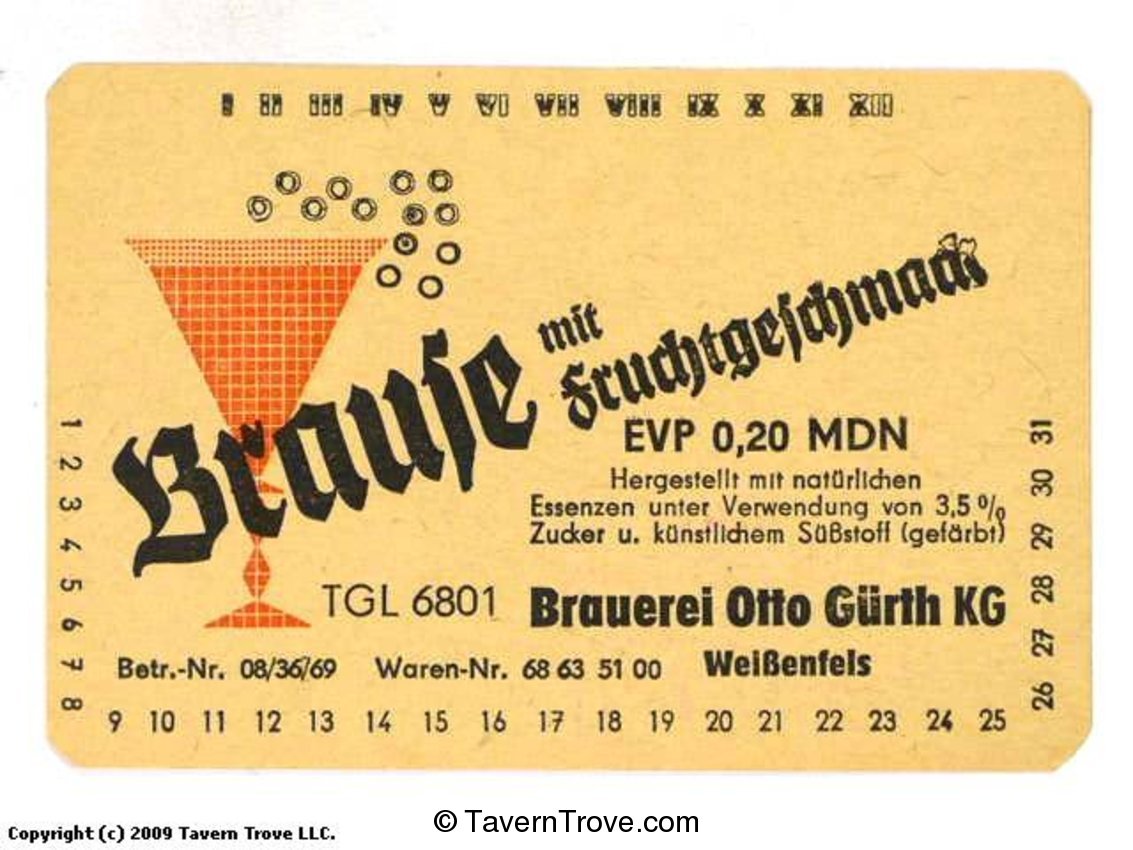 I II III IV V VI VII VIII IX X XI XII
Brause mit Fruchtgeschmack
EVP 0,20 MDN
Hergestellt mit natürlichen
Essenzen unter Verwendung von 3,5 %
Zucker u. künstlichem Süßstoff (gefärbt)
TGL 6801
Brauerei Otto Gürth KG
Betr.-Nr. 08/36/69 Waren-Nr. 68 63 51 00 Weißenfels
1
2
3
4
5
6
7
8
9 10 11 12 13 14 15 16 17 18 19 20 21 22 23 24 25
31
30
29
28
27
26
© TavernTrove.com
Copyright (c) 2009 Tavern Trove LLC.